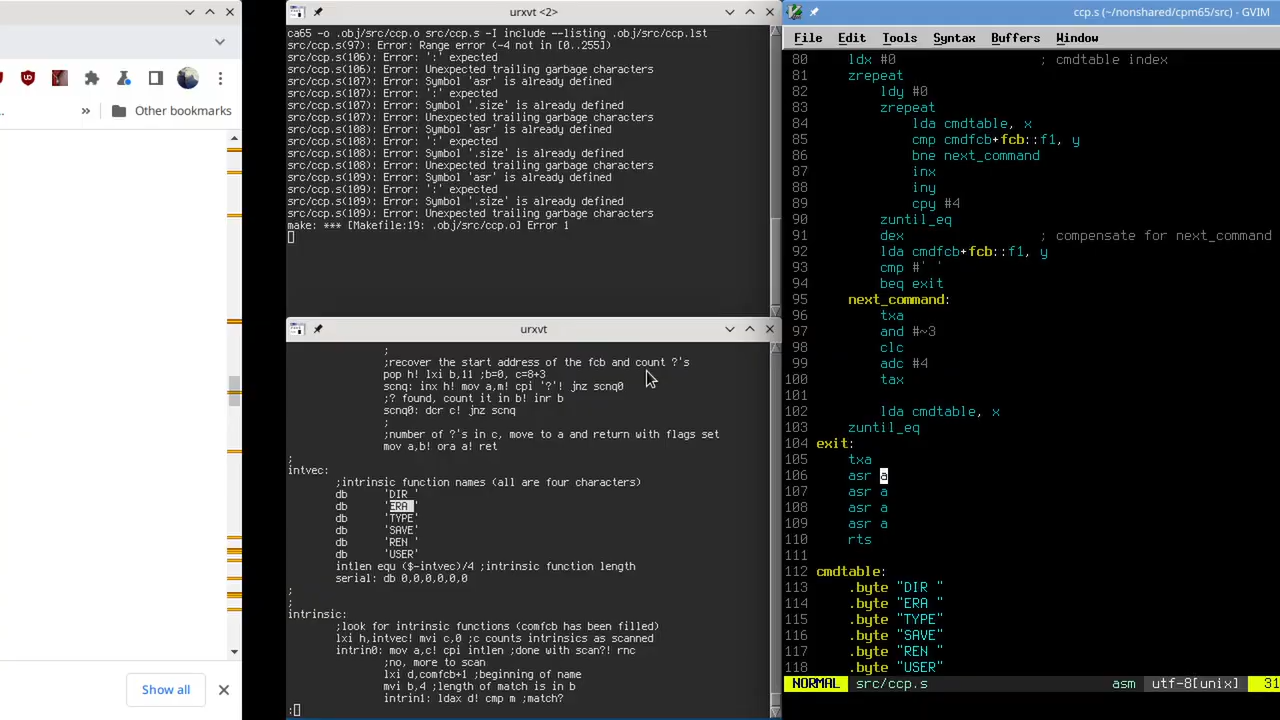 Other bookmarks
Show all
urxvt <2>
ca65 -o .obj/src/ccp.o src/ccp.s -I include --listing .obj/src/ccp.lst
src/ccp.s(97): Error: Range error (-4 not in [0..255])
src/ccp.s(106): Error: ':' expected
src/ccp.s(106): Error: Unexpected trailing garbage characters
src/ccp.s(107): Error: Symbol 'asr' is already defined
src/ccp.s(107): Error: ':' expected
src/ccp.s(107): Error: Symbol '.size' is already defined
src/ccp.s(107): Error: Unexpected trailing garbage characters
src/ccp.s(108): Error: Symbol 'asr' is already defined
src/ccp.s(108): Error: ':' expected
src/ccp.s(108): Error: Symbol '.size' is already defined
src/ccp.s(108): Error: Unexpected trailing garbage characters
src/ccp.s(109): Error: Symbol 'asr' is already defined
src/ccp.s(109): Error: ':' expected
src/ccp.s(109): Error: Symbol '.size' is already defined
src/ccp.s(109): Error: Unexpected trailing garbage characters
make: *** [Makefile:19: .obj/src/ccp.o] Error 1
urxvt
;
;recover the start address of the fcb and count ?'s
pop h! lxi b,11 ;b=0, c=8+3
scnq: inx h! mov a,m! cpi '?'! jnz scnq0
;? found, count it in b! inr b
scnq0: dcr c! jnz scnq
;
;number of ?'s in c, move to a and return with flags set
mov a,b! ora a! ret
;
intvec:
;intrinsic function names (all are four characters)
db 'DIR '
db 'ERA '
db 'TYPE'
db 'SAVE'
db 'REN '
db 'USER'
intlen equ ($-intvec)/4 ;intrinsic function length
serial: db 0,0,0,0,0,0
;
;
intrinsic:
;look for intrinsic functions (comfcb has been filled)
lxi h,intvec! mvi c,0 ;c counts intrinsics as scanned
intrin0: mov a,c! cpi intlen ;done with scan?! rnc
;no, more to scan
lxi d,comfcb+1 ;beginning of name
mvi b,4 ;length of match is in b
intrin1: ldax d! cmp m ;match?
:
ccp.s (~/nonshared/cpm65/src) - GVIM
File Edit Tools Syntax Buffers Window
80 ldx #0 ; cmdtable index
81 zrepeat
82 ldy #0
83 zrepeat
84 lda cmdtable, x
85 cmp cmdfcb+fcb::f1, y
86 bne next_command
87 inx
88 iny
89 cpy #4
90 zuntil_eq
91 dex ; compensate for next_command
92 lda cmdfcb+fcb::f1, y
93 cmp #' '
94 beq exit
95 next_command:
96 txa
97 and #~3
98 clc
99 adc #4
100 tax
101
102 lda cmdtable, x
103 zuntil_eq
104 exit:
105 txa
106 asr a
107 asr a
108 asr a
109 asr a
110 rts
111
112 cmdtable:
113 .byte "DIR "
114 .byte "ERA "
115 .byte "TYPE"
116 .byte "SAVE"
117 .byte "REN "
118 .byte "USER"
NORMAL src/ccp.s asm utf-8[unix] 31